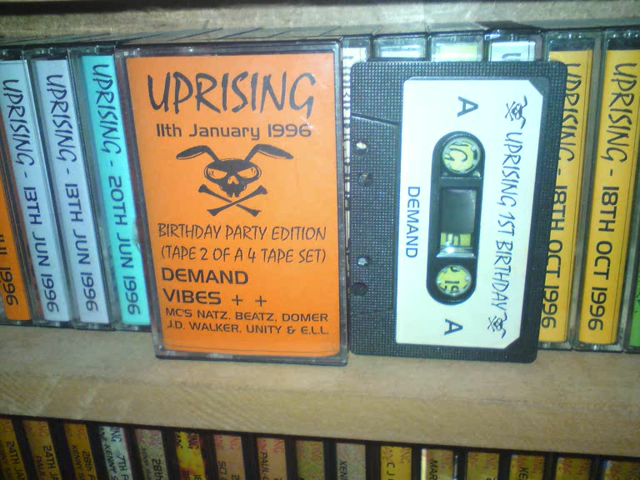 UPRISING - 13TH JUN 1996
UPRISING - 13TH JUN 1996
UPRISING - 20TH JUN 1996
UPRISING
11th January 1996
BIRTHDAY PARTY EDITION
(TAPE 2 OF A 4 TAPE SET)
DEMAND
VIBES + +
MC'S NATZ, BEATZ, DOMER
J.D. WALKER, UNITY & E.L.L.
A
UPRISING 1ST BIRTHDAY
DEMAND
A
UPRISING - 18TH OCT 1996
UPRISING - 18TH OCT 1996